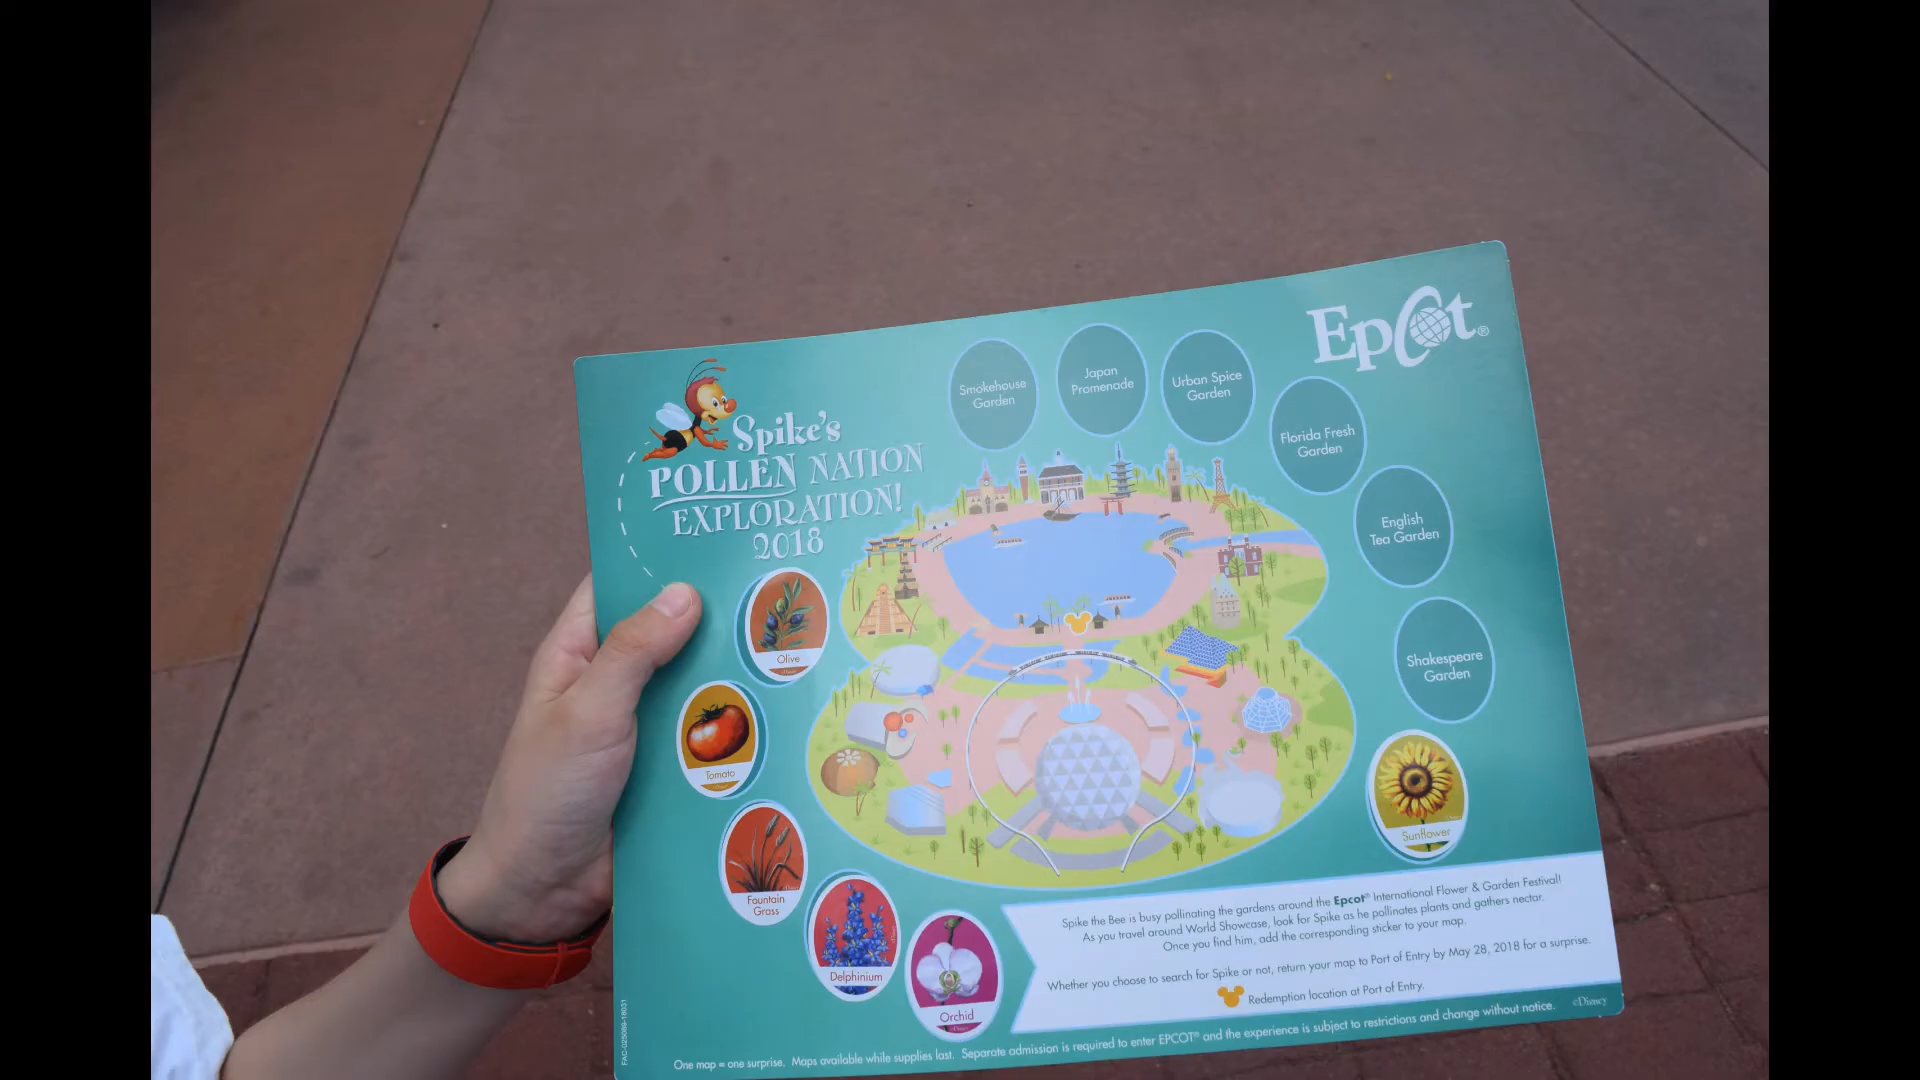 Epcot®
Spike's
POLLEN NATION
EXPLORATION!
2018
Smokehouse
Garden
Japan
Promenade
Urban Spice
Garden
Florida Fresh
Garden
English
Tea Garden
Shakespeare
Garden
Olive
Tomato
Fountain
Grass
Delphinium
Orchid
Sunflower
Spike the Bee is busy pollinating the gardens around the Epcot® International Flower & Garden Festival!
As you travel around World Showcase, look for Spike as he pollinates plants and gathers nectar.
Once you find him, add the corresponding sticker to your map.
Whether you choose to search for Spike or not, return your map to Port of Entry by May 28, 2018 for a surprise.
Redemption location at Port of Entry.
One map = one surprise. Maps available while supplies last. Separate admission is required to enter EPCOT® and the experience is subject to restrictions and change without notice.
©Disney